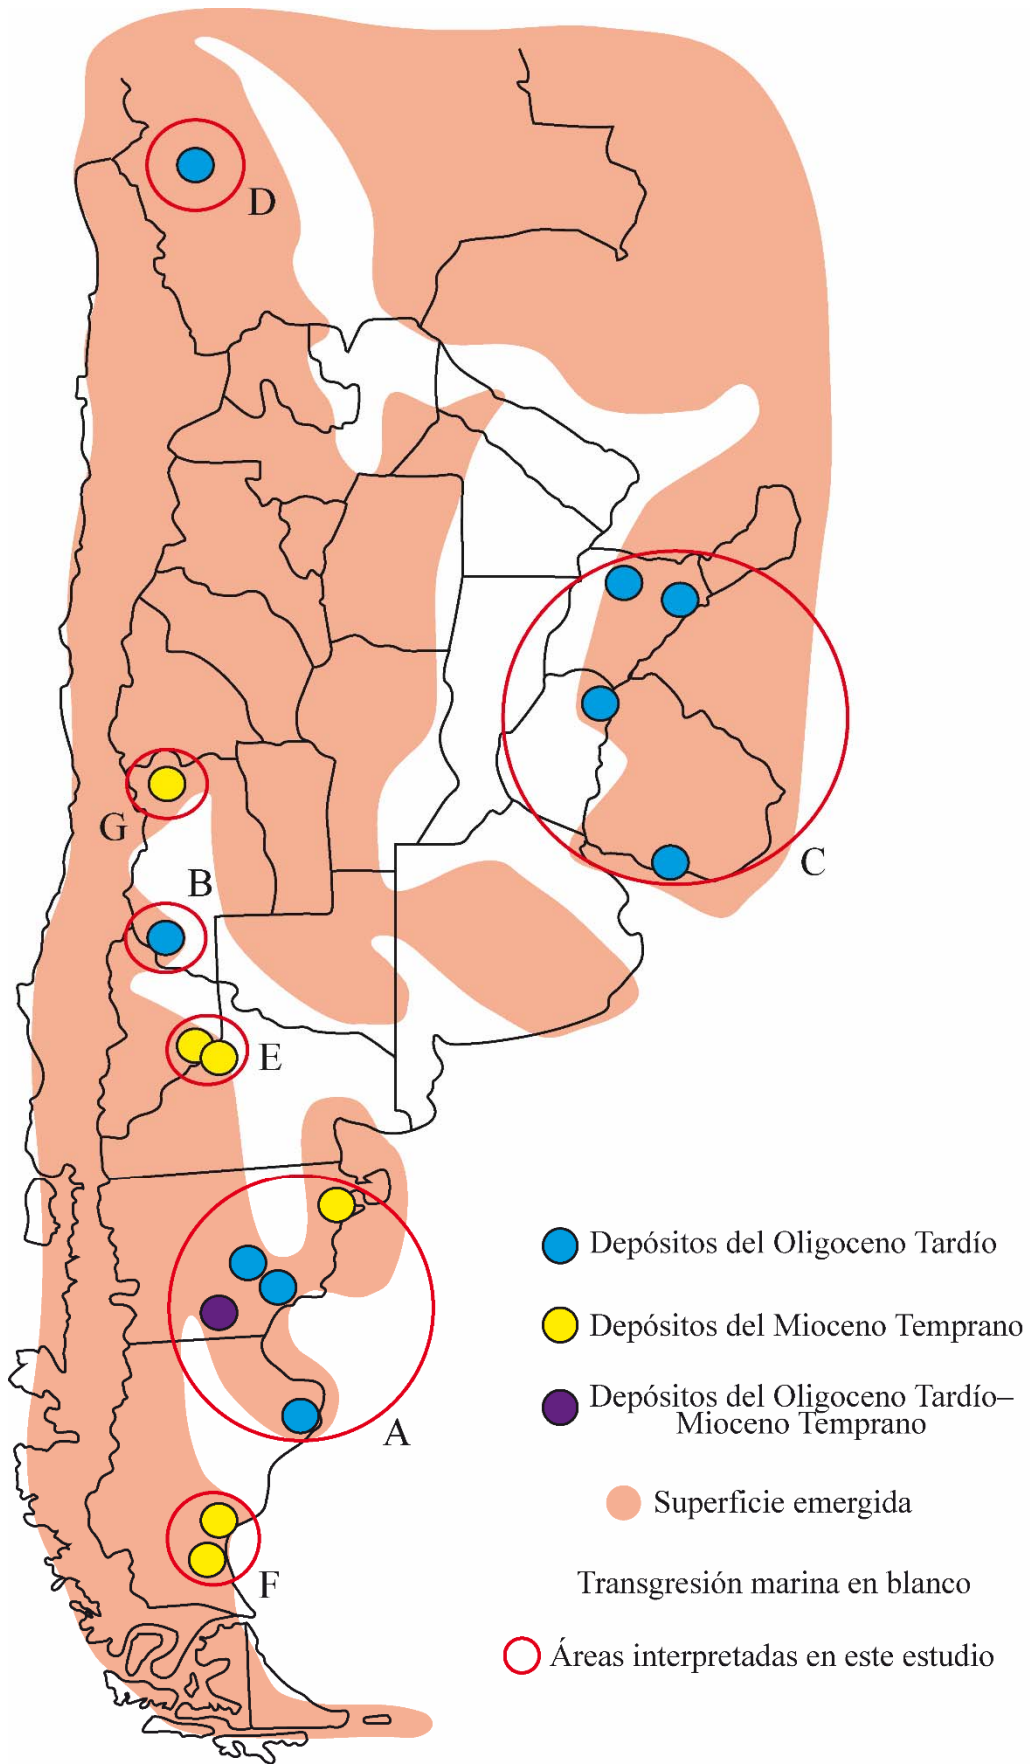 D
G
B
C
E
A
F
Depósitos del Oligoceno Tardío
Depósitos del Mioceno Temprano
Depósitos del Oligoceno Tardío–
Mioceno Temprano
Superficie emergida
Transgresión marina en blanco
Áreas interpretadas en este estudio